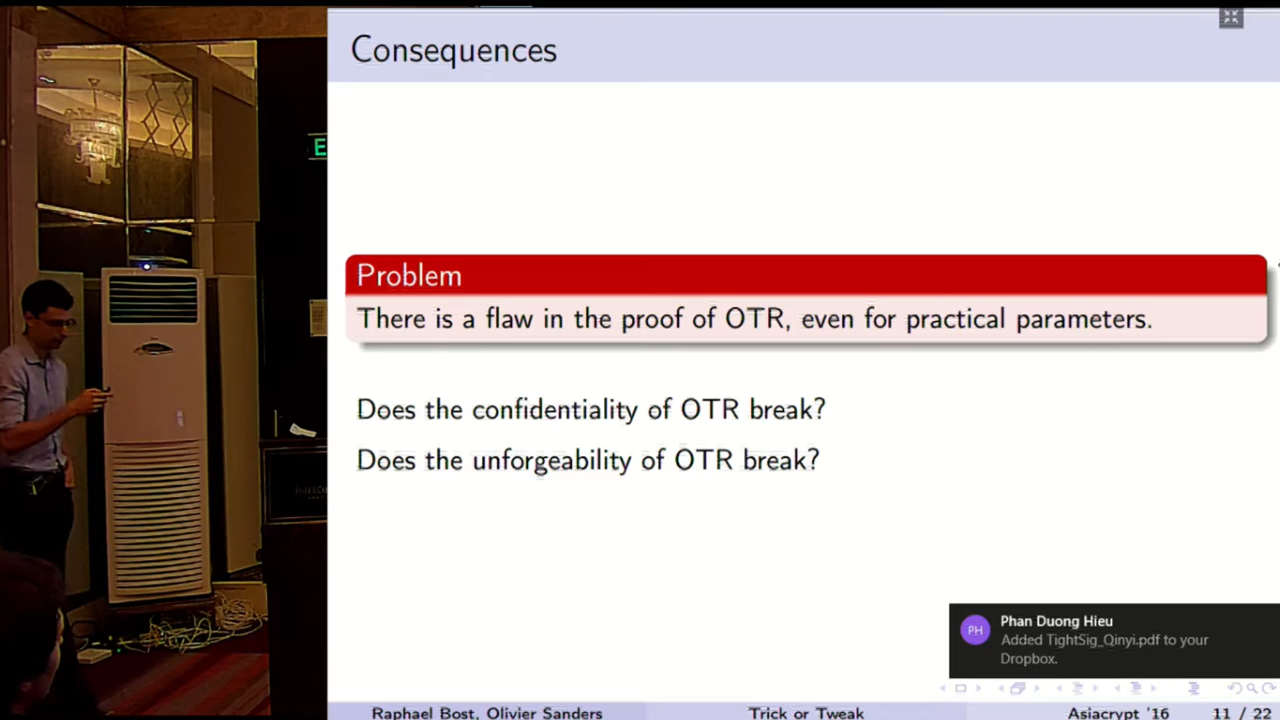 Consequences
E
Problem
There is a flaw in the proof of OTR, even for practical parameters.
Does the confidentiality of OTR break?
Does the unforgeability of OTR break?
PH
Phan Duong Hieu
Added TightSig_Qinyi.pdf to your
Dropbox.
Raphael Bost, Olivier Sanders
Trick or Tweak
Asiacrypt '16
11 / 22